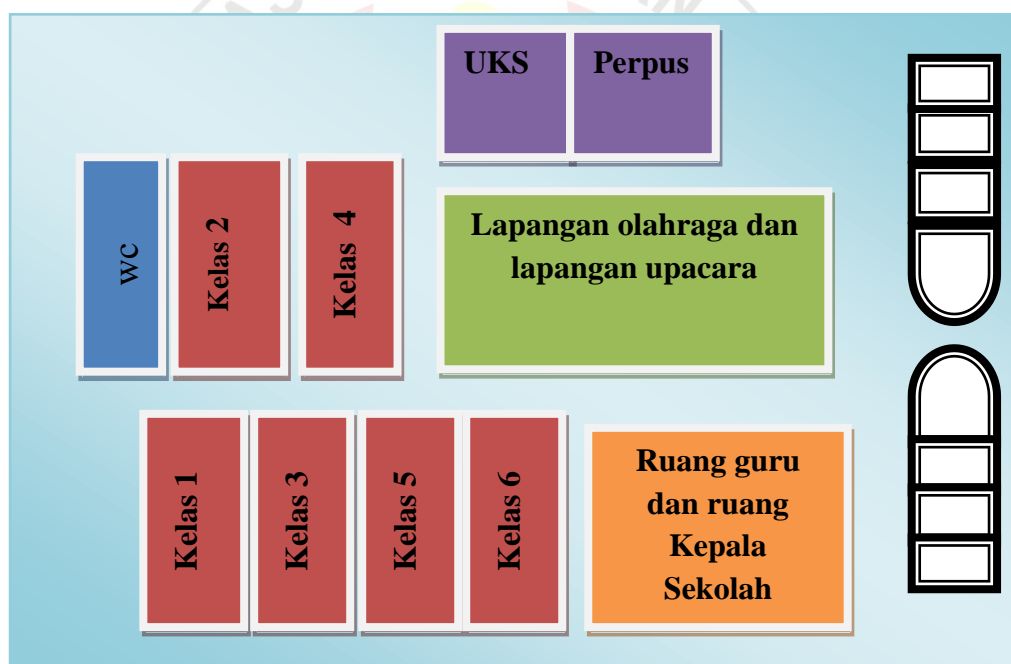 UKS
Perpus
wc
Kelas 2
Kelas 4
Lapangan olahraga dan
lapangan upacara
Kelas 1
Kelas 3
Kelas 5
Kelas 6
Ruang guru
dan ruang
Kepala
Sekolah